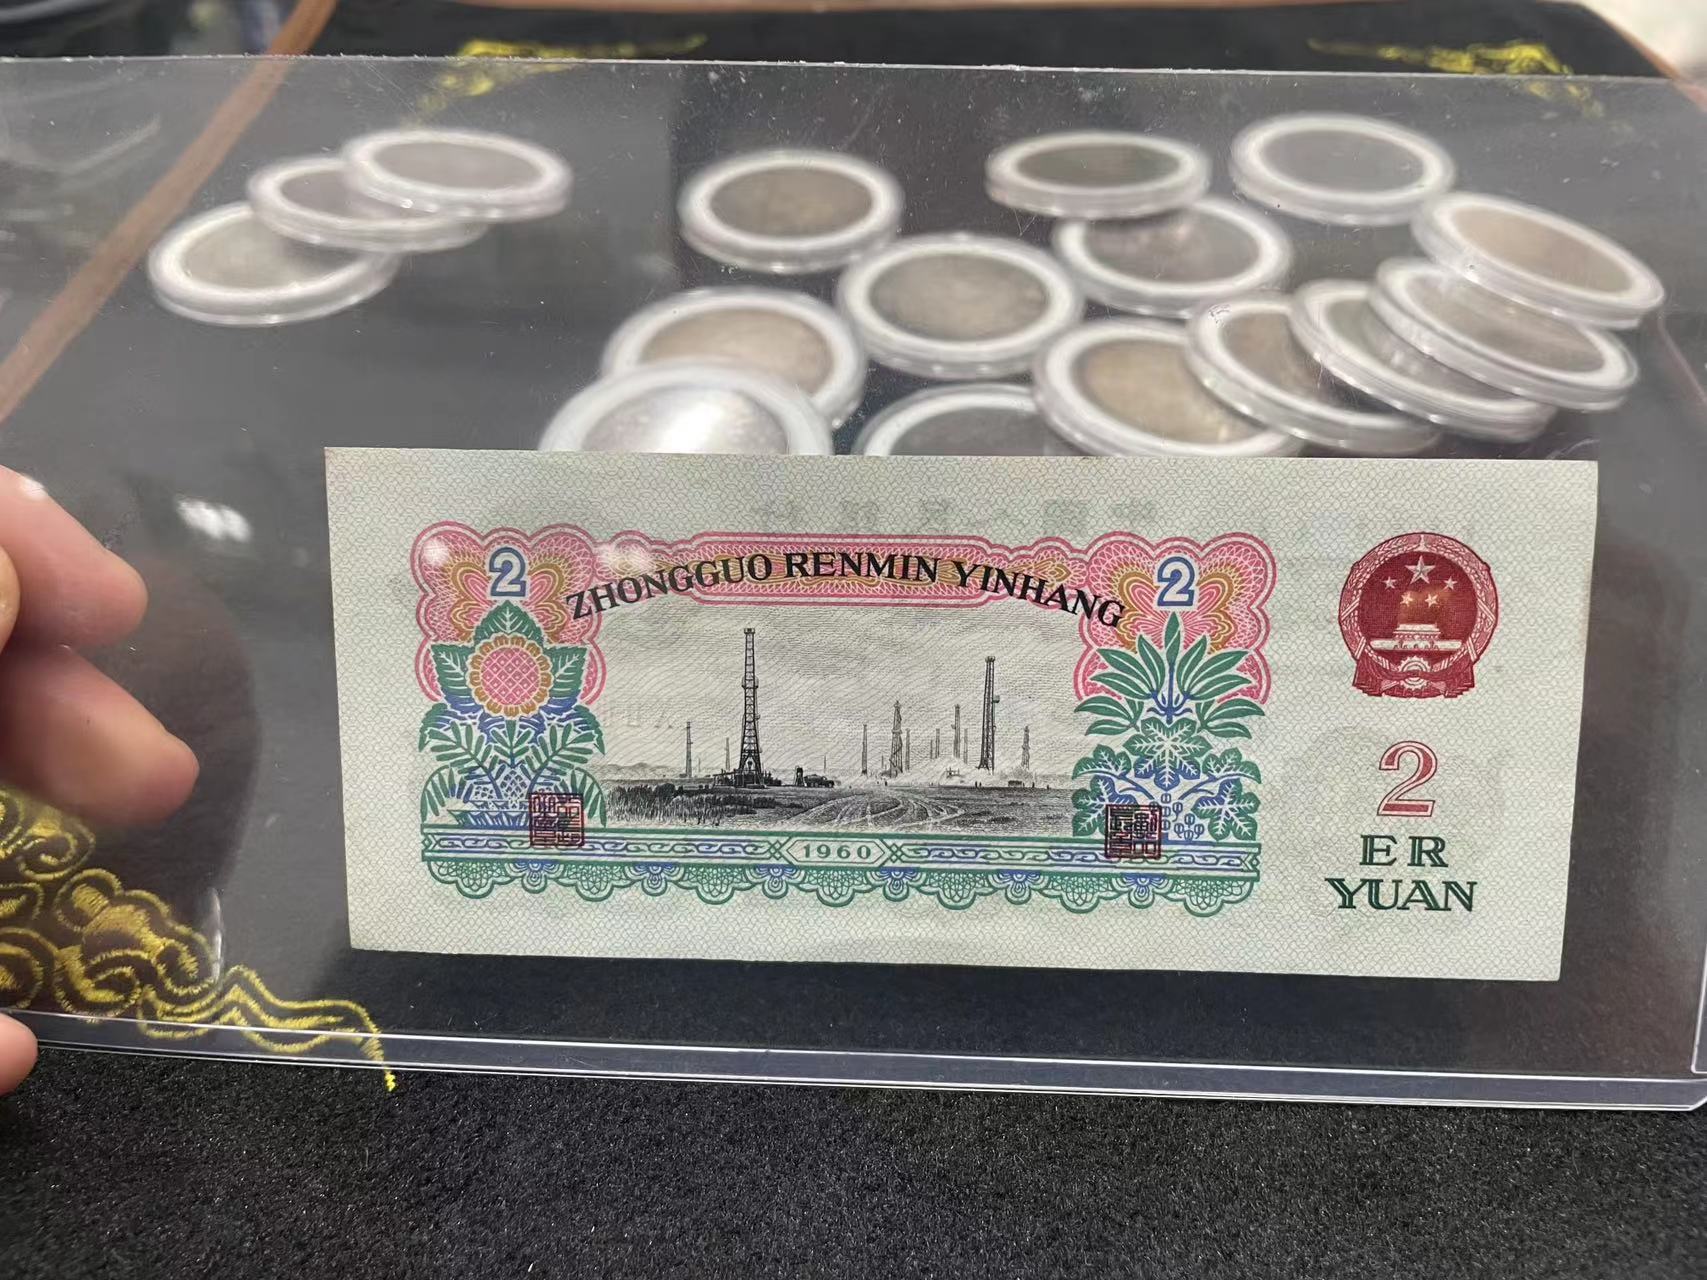 2
ZHONGGUO RENMIN YINHANG
2
1960
2
ER
YUAN